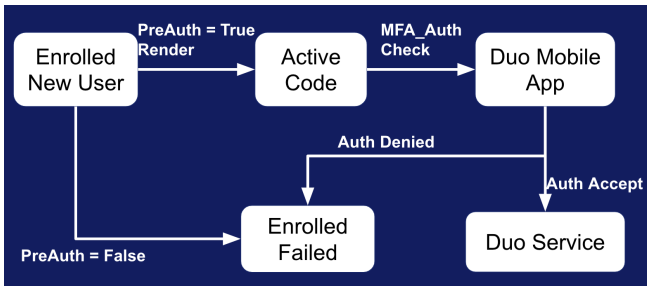 PreAuth = True
Render
MFA_Auth
Check
Enrolled
New User
Active
Code
Duo Mobile
App
Auth Denied
Auth Accept
Enrolled
Failed
Duo Service
PreAuth = False